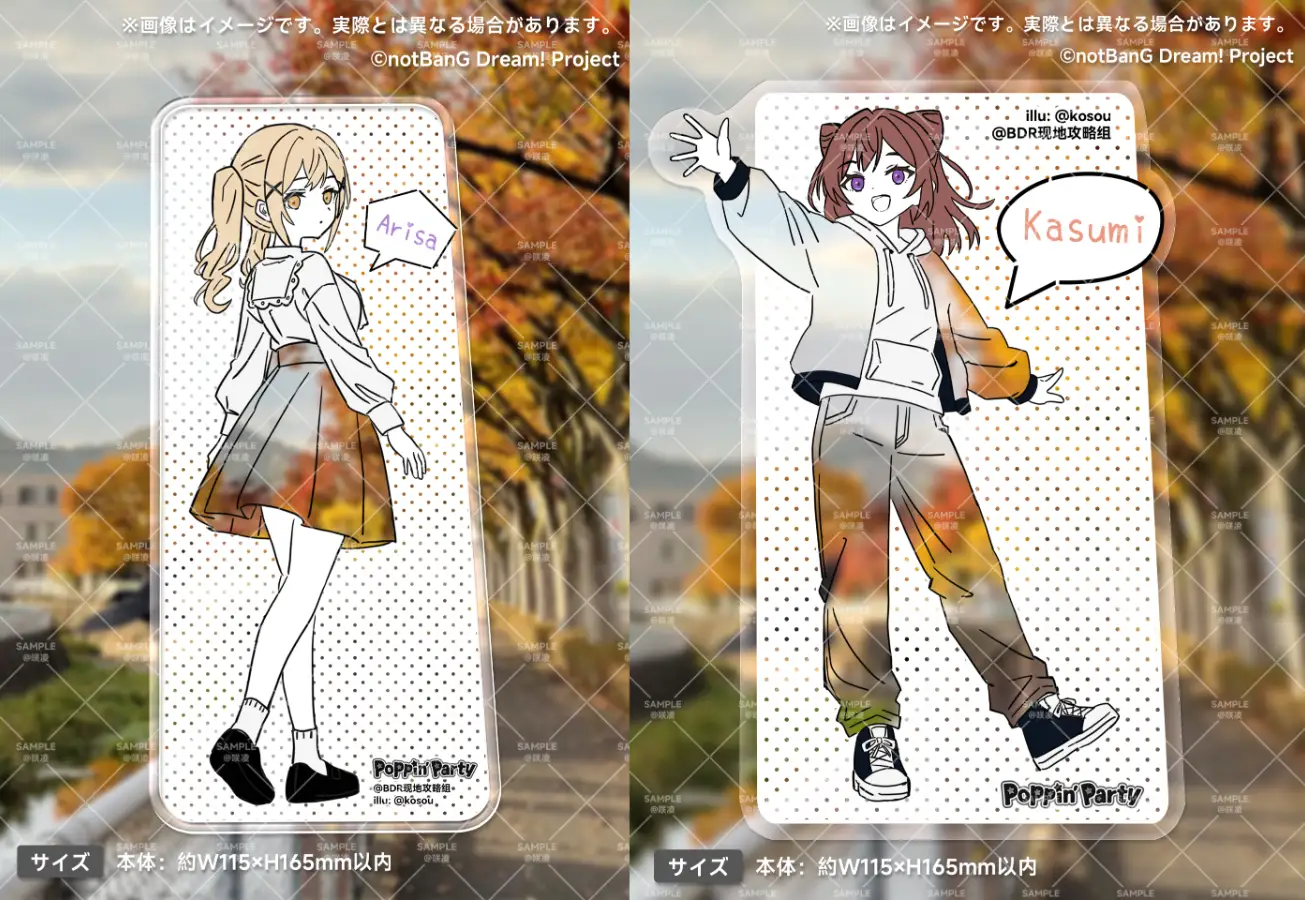 ※画像はイメージです。実際とは異なる場合があります。
©notBanG Dream! Project
Arisa
Poppin'Party
@BDR现地攻略组
illu: @kosou
サイズ 本体：約W115×H165mm以内
※画像はイメージです。実際とは異なる場合があります。
©notBanG Dream! Project
illu: @kosou
@BDR现地攻略组
Kasumi
Poppin'Party
サイズ 本体：約W115×H165mm以内
SAMPLE
@咲凌